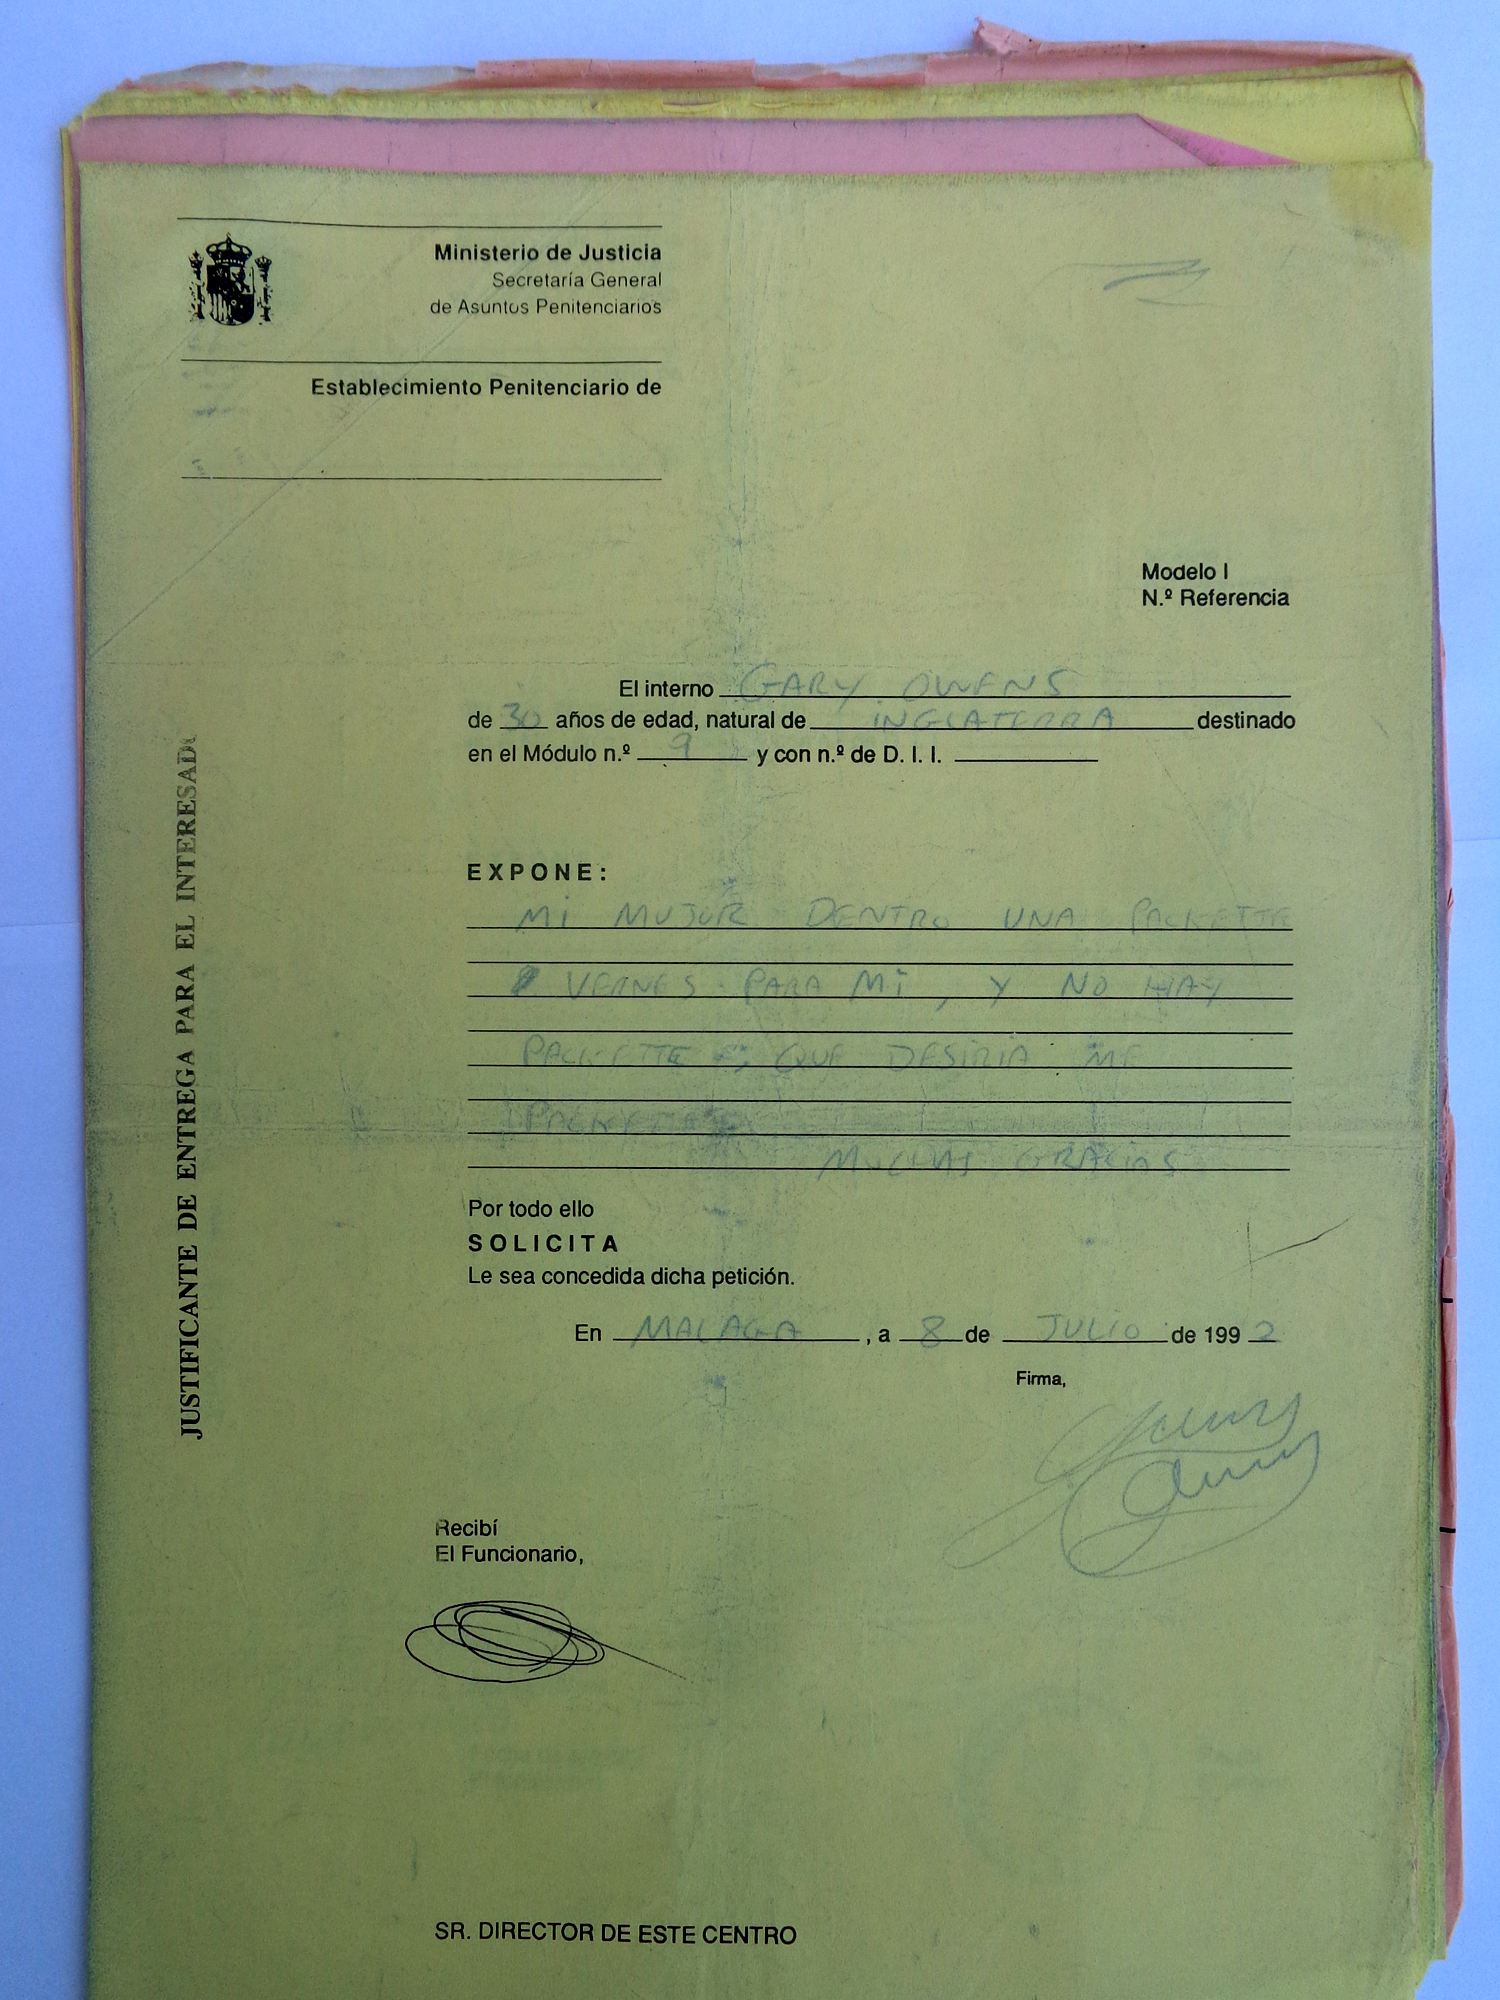 Ministerio de Justicia
Secretaría General
de Asuntos Penitenciarios
Establecimiento Penitenciario de
Modelo I
N.º Referencia
El interno GARY OWENS
de 30 años de edad, natural de INGLATERRA destinado
en el Módulo n.º 9 y con n.º de D. I. I.
EXPONE:
Mi MUJUR DENTRO UNA PACKETTE
VERNES PARA Mi, Y NO HAY
PACKETTE QUE DESIRIA ME
PACKETTE
MUCHAS GRACIAS
Por todo ello
SOLICITA
Le sea concedida dicha petición.
En MALAGA, a 8 de JULIO de 1992
Firma,
Recibí
El Funcionario,
SR. DIRECTOR DE ESTE CENTRO
JUSTIFICANTE DE ENTREGA PARA EL INTERESADO